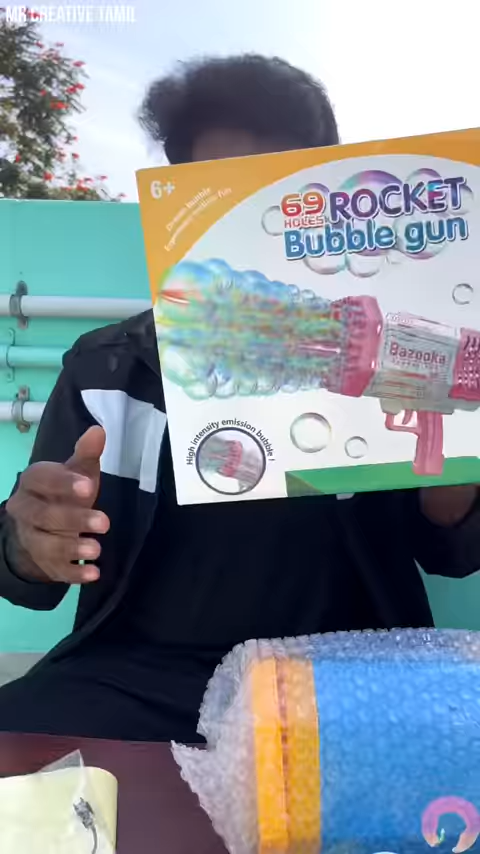 MR CREATIVE TAMIL
6+
69
HOLES
ROCKET
Bubble gun
Bazooka
High intensity emission bubble !